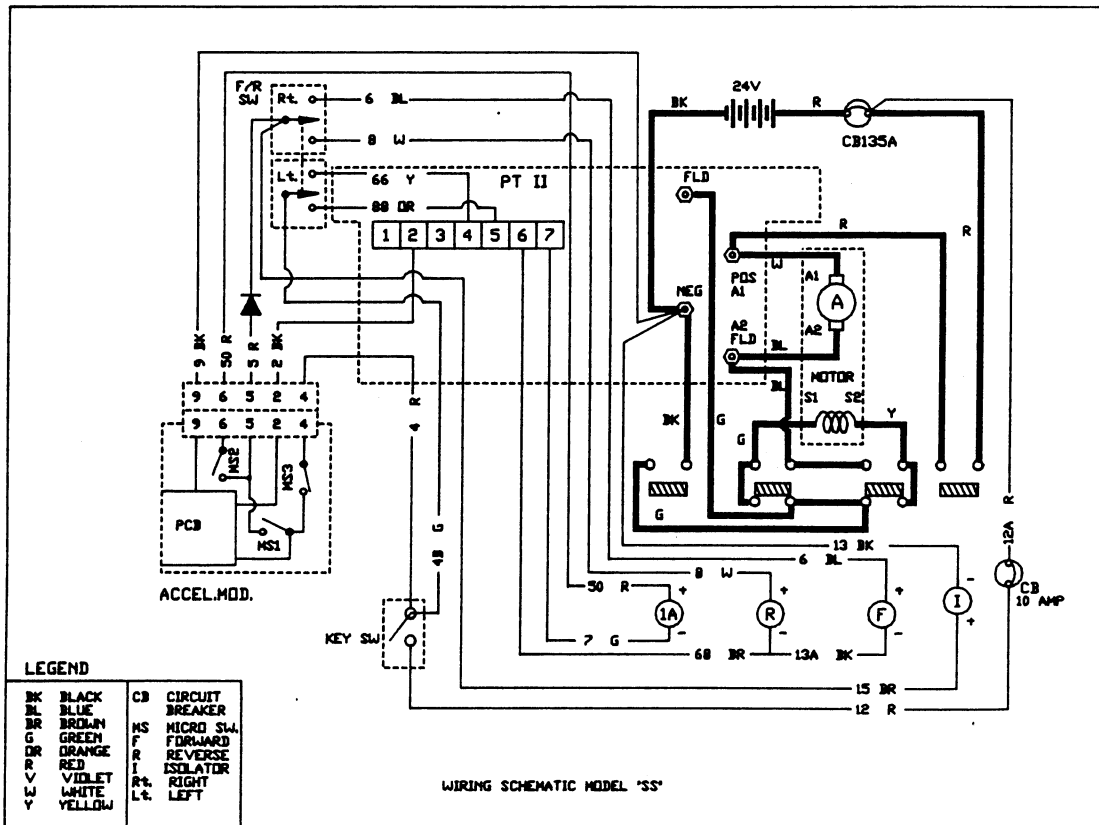 F/R
SW
Rt.
6 BL
8 W
Lt.
66 Y
88 OR
PT II
1 2 3 4 5 6 7
24V
BK
R
CB135A
FLD
R
R
POS
A1
W
A1
A
NEG
A2
FLD
A2
BL
BL
MOTOR
S1 S2
BK
G
G
Y
G
9 BK
50 R
5 R
2 BK
4 R
4B G
9 6 5 2 4
9 6 5 2 4
MS2
MS3
MS1
PCB
ACCEL.MOD.
KEY SW
13 BK
6 BL
8 W
50 R
+
1A
-
+
R
-
+
F
-
-
I
+
12A R
CB
10 AMP
7 G
68 BR
13A BK
15 BR
12 R
LEGEND
BK BLACK
BL BLUE
BR BROWN
G GREEN
OR ORANGE
R RED
V VIOLET
W WHITE
Y YELLOW
CB CIRCUIT
BREAKER
MS MICRO SW.
F FORWARD
R REVERSE
I ISOLATOR
Rt. RIGHT
Lt. LEFT
WIRING SCHEMATIC MODEL 'SS'